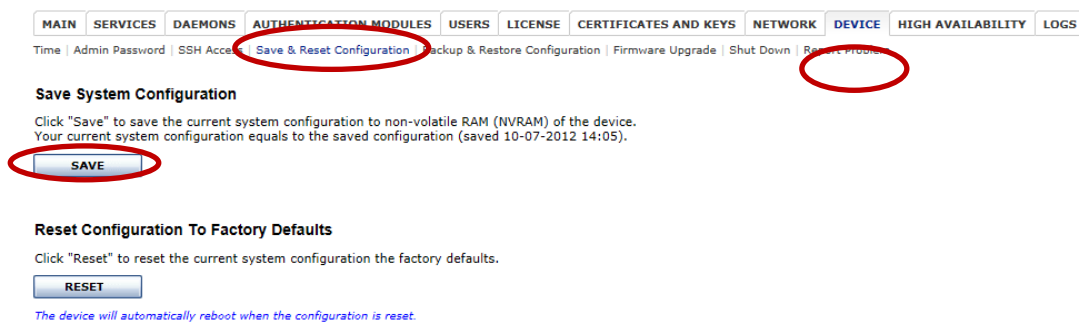 MAIN SERVICES DAEMONS AUTHENTICATION MODULES USERS LICENSE CERTIFICATES AND KEYS NETWORK DEVICE HIGH AVAILABILITY LOGS
Time | Admin Password | SSH Access | Save & Reset Configuration | Backup & Restore Configuration | Firmware Upgrade | Shut Down | Report Problem
Save System Configuration
Click "Save" to save the current system configuration to non-volatile RAM (NVRAM) of the device.
Your current system configuration equals to the saved configuration (saved 10-07-2012 14:05).
SAVE
Reset Configuration To Factory Defaults
Click "Reset" to reset the current system configuration the factory defaults.
RESET
The device will automatically reboot when the configuration is reset.